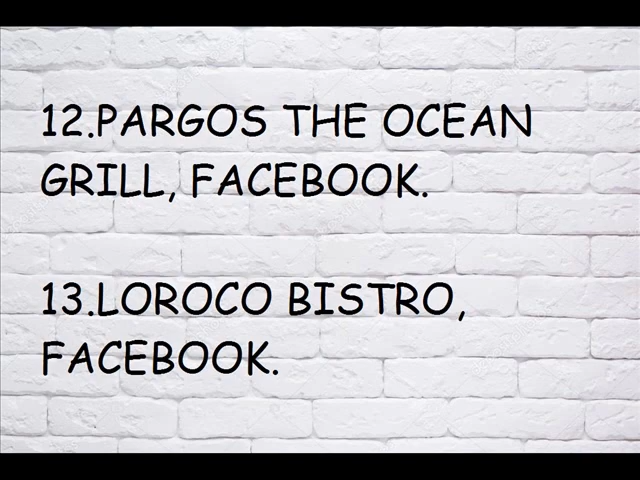 12.PARGOS THE OCEAN
GRILL, FACEBOOK.
13.LOROCO BISTRO,
FACEBOOK.